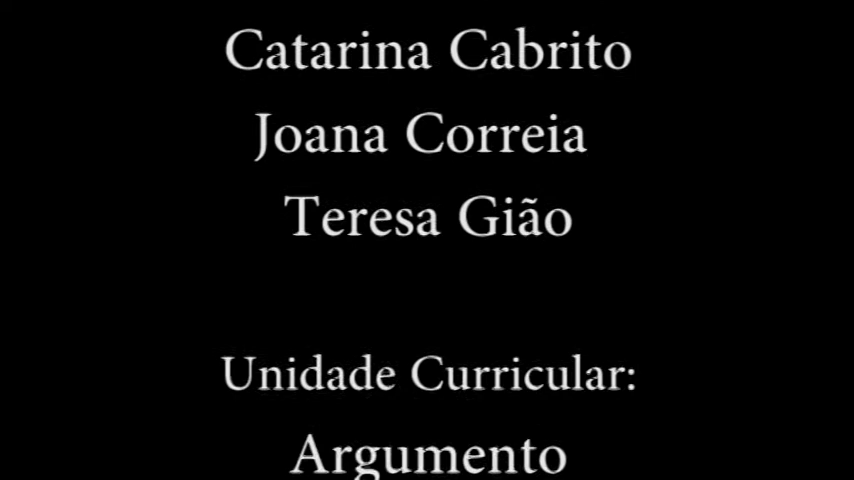 Catarina Cabrito
Joana Correia
Teresa Gião
Unidade Curricular:
Argumento